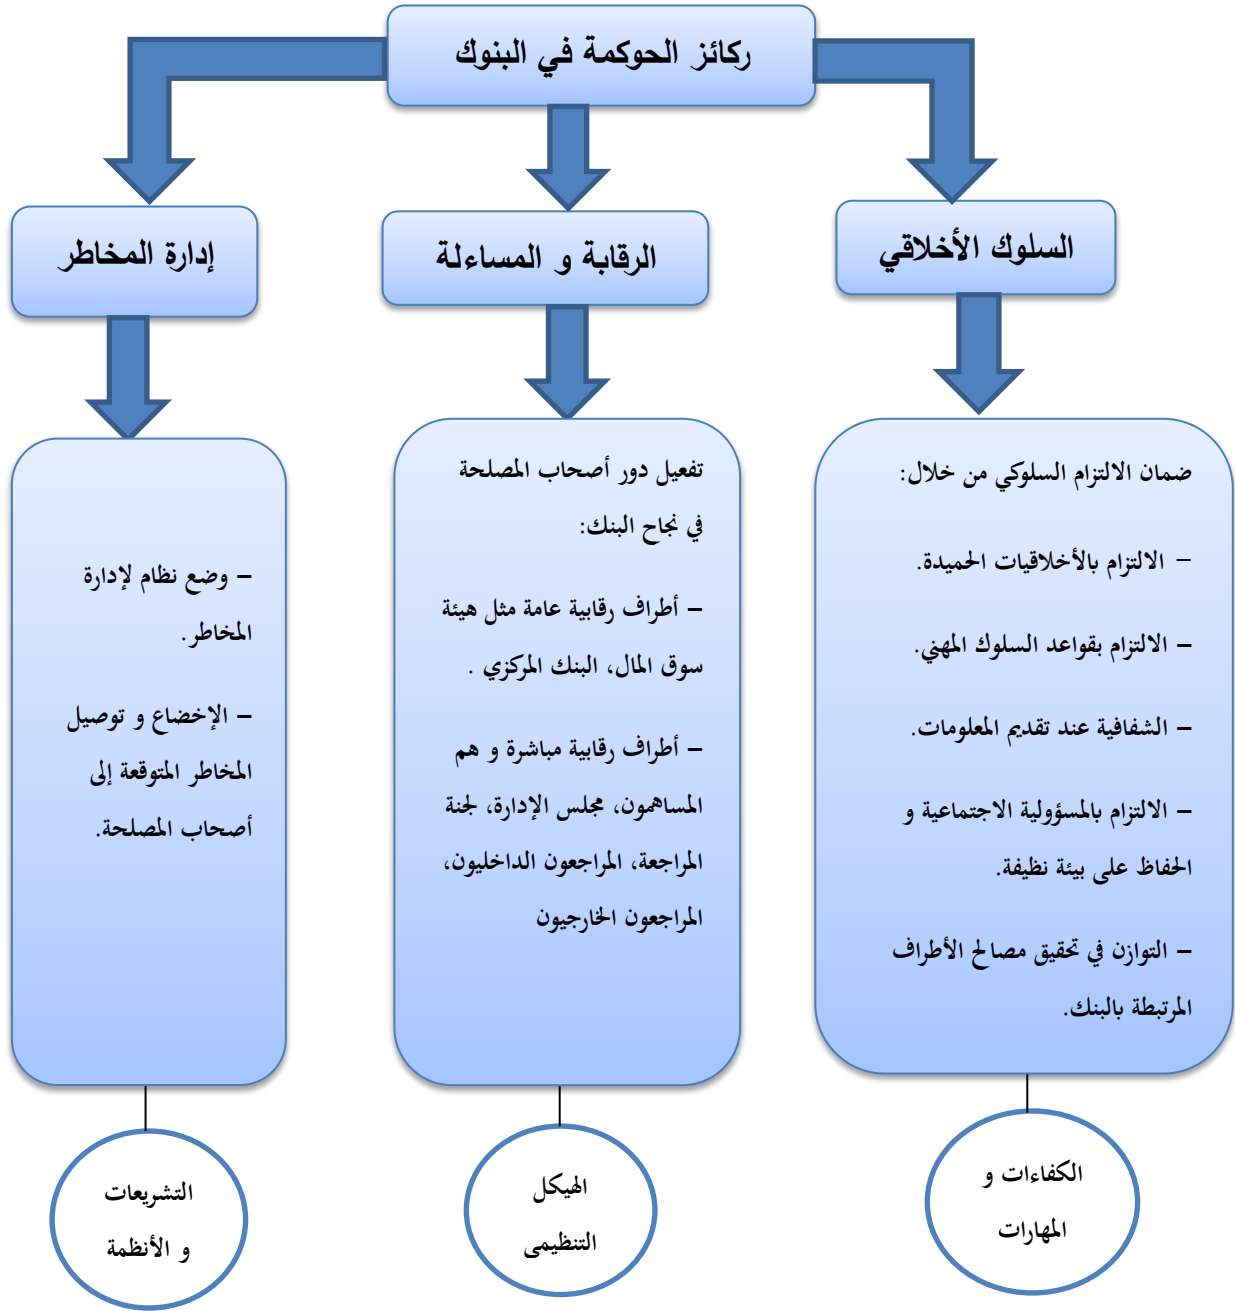 ركائز الحوكمة في البنوك
السلوك الأخلاقي
الرقابة و المساءلة
إدارة المخاطر
ضمان الالتزام السلوكي من خلال:
– الالتزام بالأخلاقيات الحميدة.
– الالتزام بقواعد السلوك المهني.
– الشفافية عند تقديم المعلومات.
– الالتزام بالمسؤولية الاجتماعية و
الحفاظ على بيئة نظيفة.
– التوازن في تحقيق مصالح الأطراف
المرتبطة بالبنك.
تفعيل دور أصحاب المصلحة
في نجاح البنك:
– أطراف رقابية عامة مثل هيئة
سوق المال، البنك المركزي .
– أطراف رقابية مباشرة و هم
المساهمون، مجلس الإدارة، لجنة
المراجعة، المراجعون الداخليون،
المراجعون الخارجيون
– وضع نظام لإدارة
المخاطر.
– الإخضاع و توصيل
المخاطر المتوقعة إلى
أصحاب المصلحة.
الكفاءات و
المهارات
الهيكل
التنظيمى
التشريعات
و الأنظمة